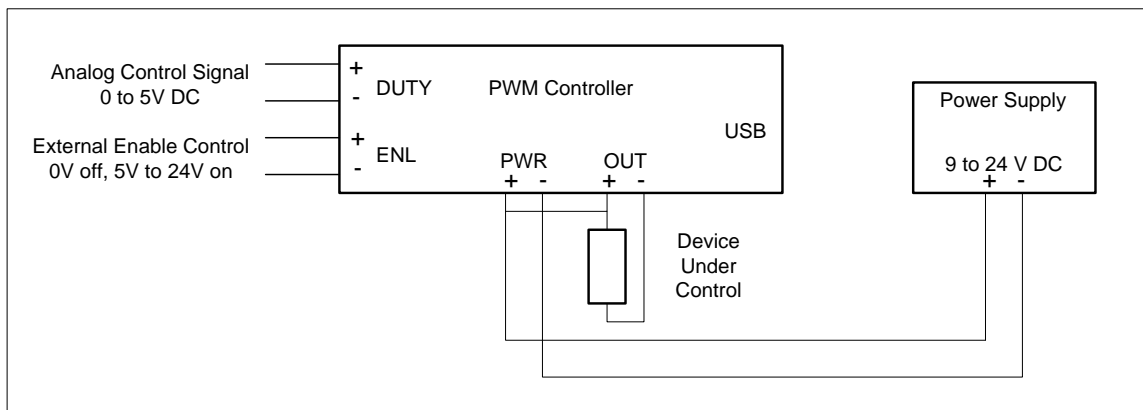 Analog Control Signal
0 to 5V DC
External Enable Control
0V off, 5V to 24V on
+
-
DUTY
+
-
ENL
PWM Controller
USB
PWR
+ -
OUT
+ -
Device
Under
Control
Power Supply
9 to 24 V DC
+ -